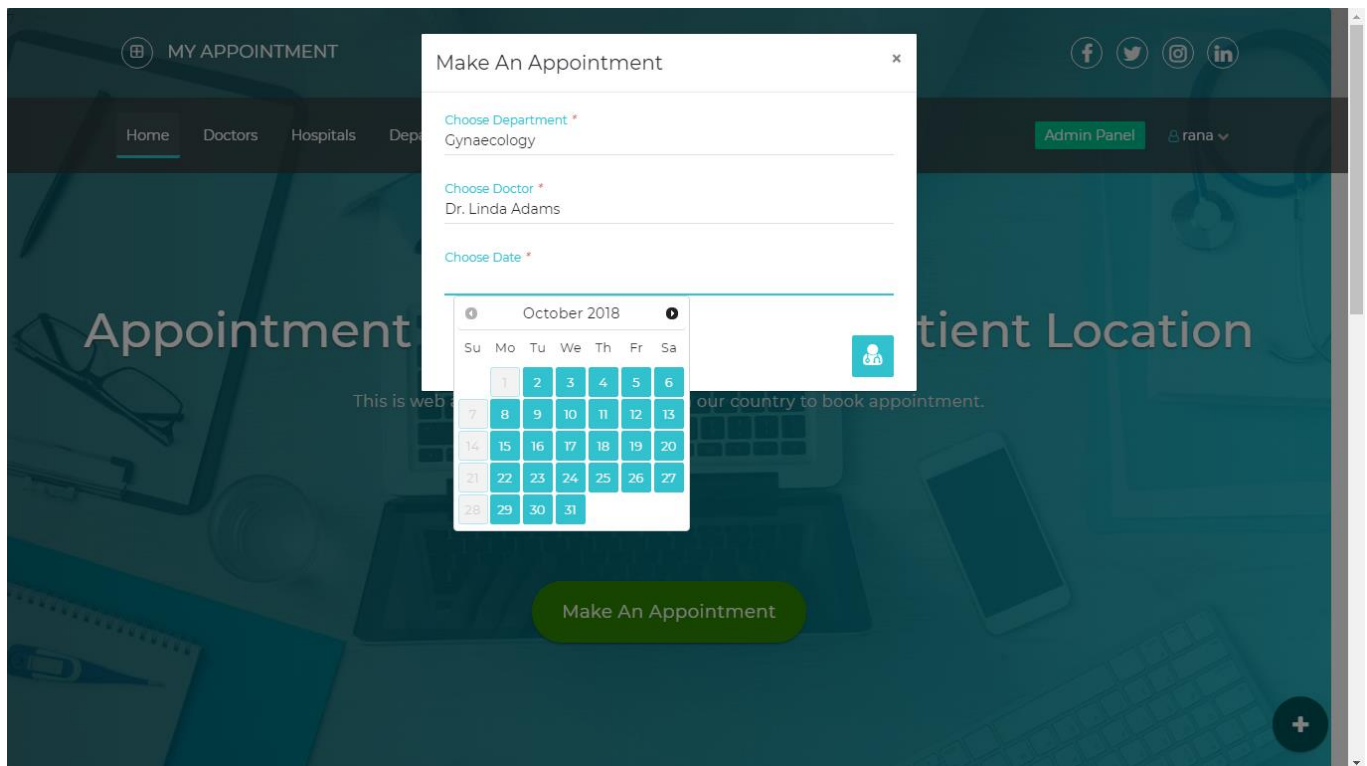 MY APPOINTMENT
Home Doctors Hospitals Depa
Admin Panel rana
Make An Appointment ×
Choose Department *
Gynaecology
Choose Doctor *
Dr. Linda Adams
Choose Date *
October 2018
Su Mo Tu We Th Fr Sa
1 2 3 4 5 6
7 8 9 10 11 12 13
14 15 16 17 18 19 20
21 22 23 24 25 26 27
28 29 30 31
Appointment tient Location
This is web a our country to book appointment.
Make An Appointment
+